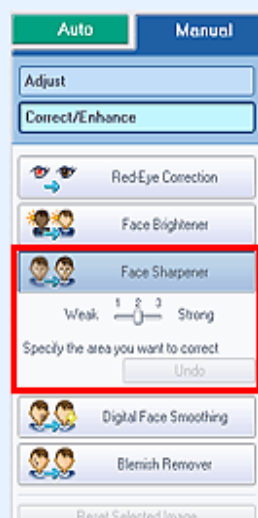 Auto Manual
Adjust
Correct/Enhance
Red-Eye Correction
Face Brightener
Face Sharpener
1 2 3
Weak Strong
Specify the area you want to correct
Undo
Digital Face Smoothing
Blemish Remover
Reset Selected Image